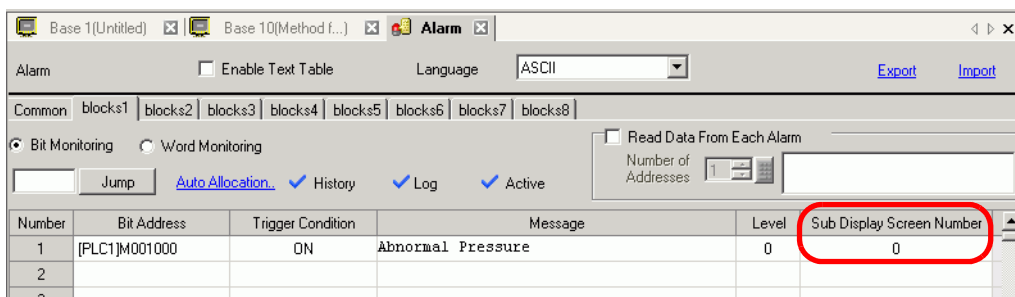 Base 1(Untitled) Base 10(Method f...) Alarm
Alarm Enable Text Table Language ASCII Export Import
Common blocks1 blocks2 blocks3 blocks4 blocks5 blocks6 blocks7 blocks8
Bit Monitoring Word Monitoring Read Data From Each Alarm
Number of Addresses 1
Jump Auto Allocation.. History Log Active
Number Bit Address Trigger Condition Message Level Sub Display Screen Number
1 [PLC1]M001000 ON Abnormal Pressure 0 0
2